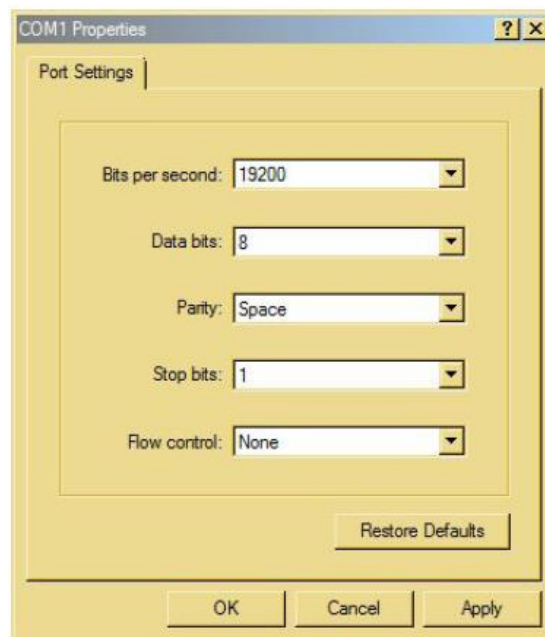 COM1 Properties ? X
Port Settings
Bits per second: 19200
Data bits: 8
Parity: Space
Stop bits: 1
Flow control: None
Restore Defaults
OK Cancel Apply